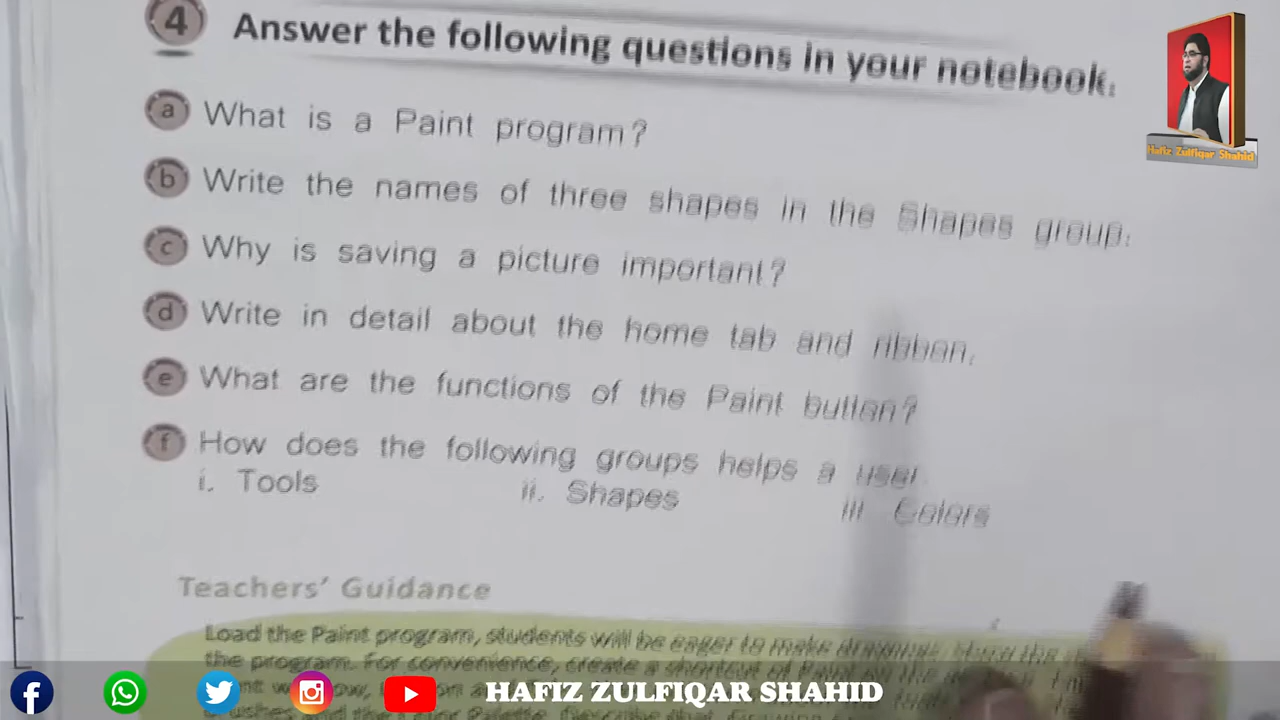 4 Answer the following questions in your notebook.
Hafiz Zulfiqar Shahid
a What is a Paint program?
b Write the names of three shapes in the Shapes group.
c Why is saving a picture important?
d Write in detail about the home tab and ribbon.
e What are the functions of the Paint button?
f How does the following groups helps a user
i. Tools ii. Shapes iii Colors
Teachers' Guidance
Load the Paint program, students will be eager to make drawing
the program. For convenience, create a shortcut of Paint on the
HAFIZ ZULFIQAR SHAHID